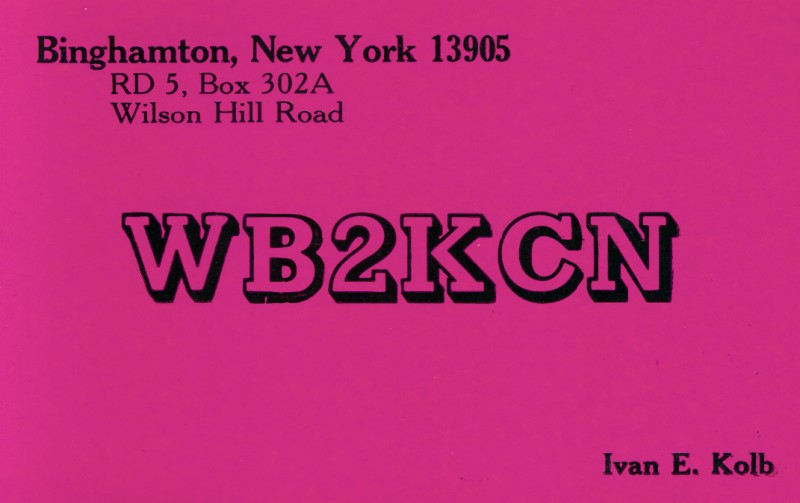 Binghamton, New York 13905
RD 5, Box 302A
Wilson Hill Road
WB2KCN
Ivan E. Kolb